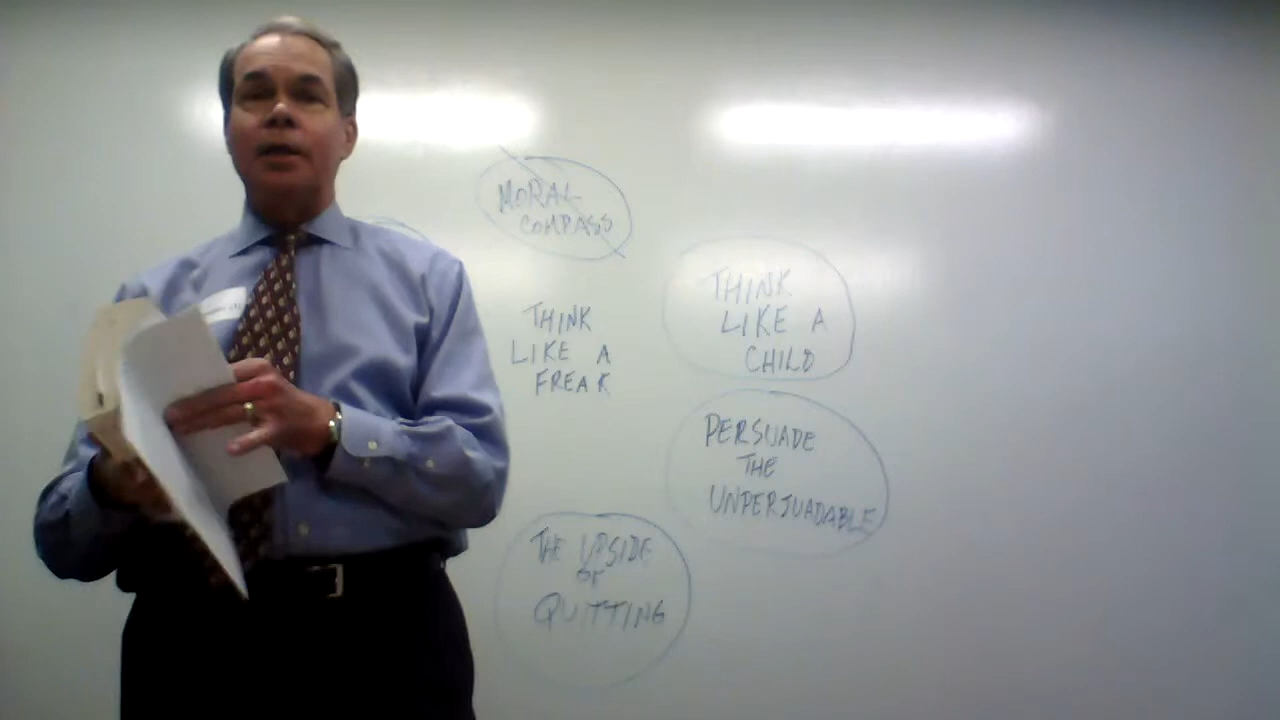 MORAL
COMPASS
THINK
LIKE A
FREAK
THINK
LIKE A
CHILD
PERSUADE
THE
UNPERSUADABLE
THE UPSIDE
OF
QUITTING